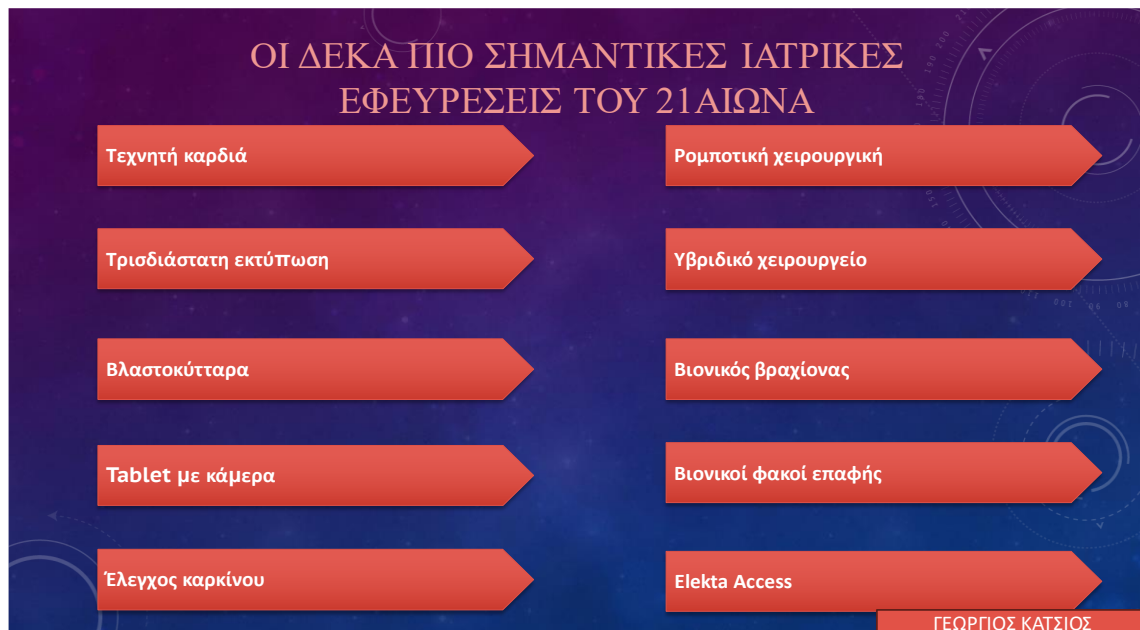 ΟΙ ΔΕΚΑ ΠΙΟ ΣΗΜΑΝΤΙΚΕΣ ΙΑΤΡΙΚΕΣ
ΕΦΕΥΡΕΣΕΙΣ ΤΟΥ 21ΑΙΩΝΑ
Τεχνητή καρδιά
Τρισδιάστατη εκτύπωση
Βλαστοκύτταρα
Tablet με κάμερα
Έλεγχος καρκίνου
Ρομποτική χειρουργική
Υβριδικό χειρουργείο
Βιονικός βραχίονας
Βιονικοί φακοί επαφής
Elekta Access
ΓΕΩΡΓΙΟΣ ΚΑΤΣΙΟΣ